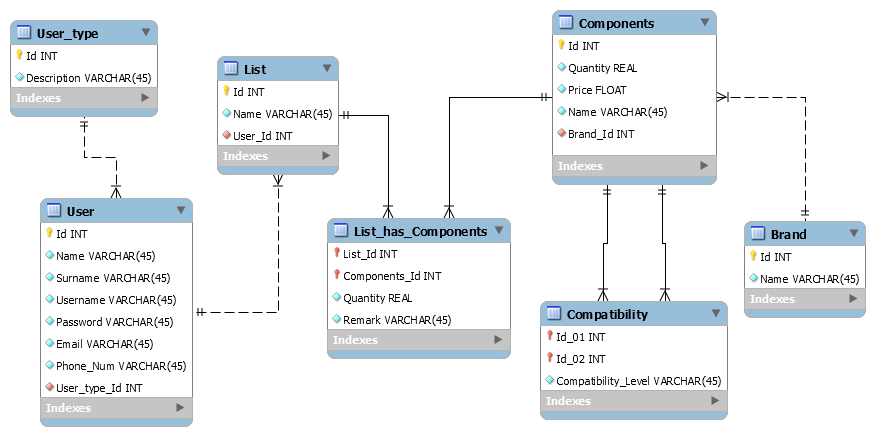 User_type
Id INT
Description VARCHAR(45)
Indexes
List
Id INT
Name VARCHAR(45)
User_Id INT
Indexes
Components
Id INT
Quantity REAL
Price FLOAT
Name VARCHAR(45)
Brand_Id INT
Indexes
User
Id INT
Name VARCHAR(45)
Surname VARCHAR(45)
Username VARCHAR(45)
Password VARCHAR(45)
Email VARCHAR(45)
Phone_Num VARCHAR(45)
User_type_Id INT
Indexes
List_has_Components
List_Id INT
Components_Id INT
Quantity REAL
Remark VARCHAR(45)
Indexes
Brand
Id INT
Name VARCHAR(45)
Indexes
Compatibility
Id_01 INT
Id_02 INT
Compatibility_Level VARCHAR(45)
Indexes